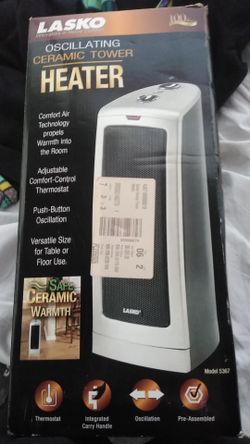 LASKO
100
OSCILLATING
CERAMIC TOWER
HEATER
Comfort Air
Technology
propels
Warmth into
the Room
Adjustable
Comfort-Control
Thermostat
Push-Button
Oscillation
Versatile Size
for Table or
Floor Use.
SAFE
CERAMIC
WARMTH
LASKO
Model 5367
Thermostat
Integrated
Carry Handle
Oscillation
Pre-Assembled